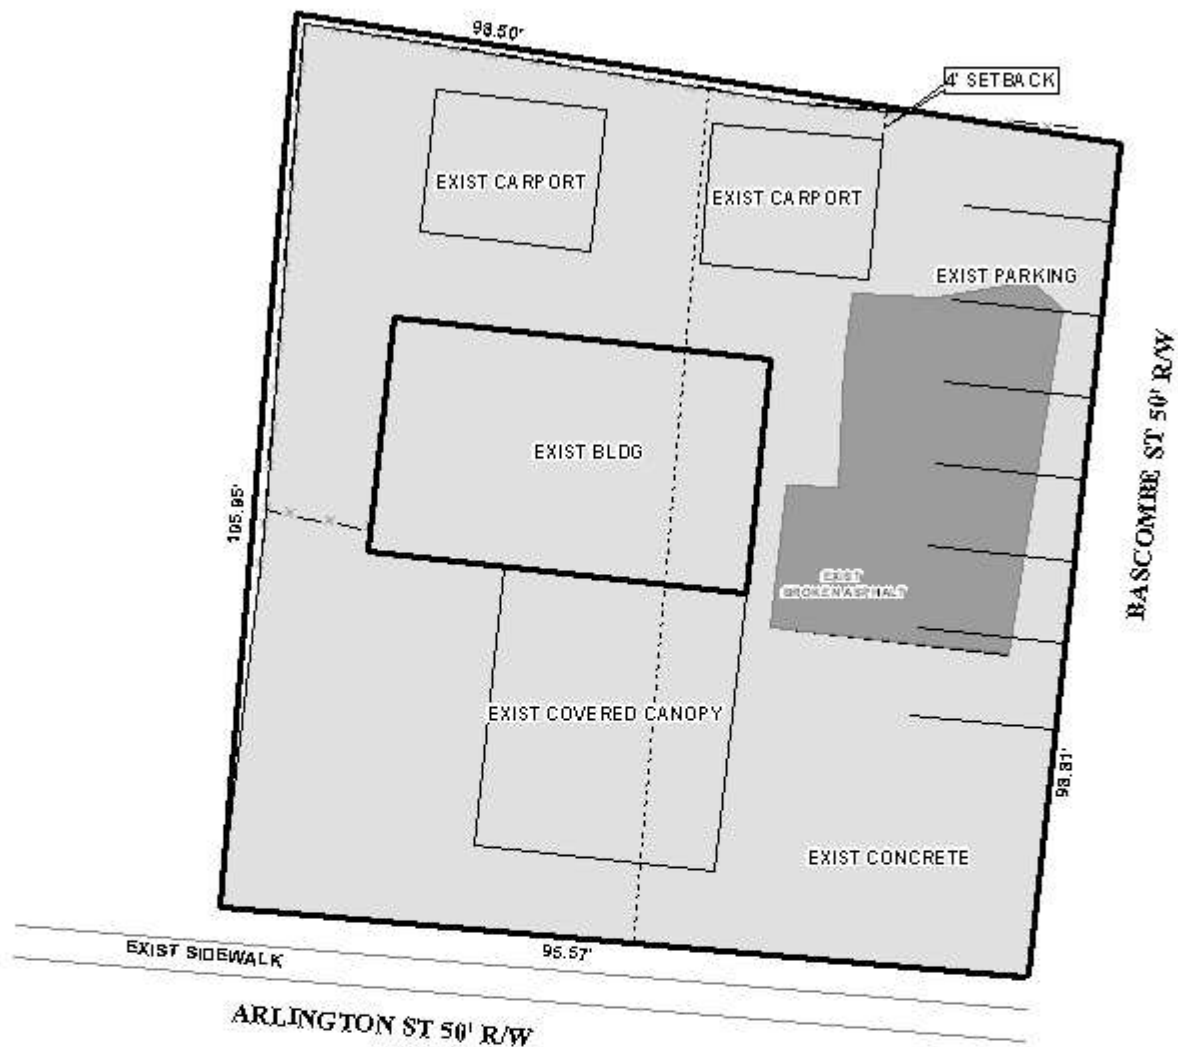 98.50'
4' SETBACK
EXIST CARPORT
EXIST CARPORT
EXIST PARKING
BASCOMBE ST 50' R/W
EXIST BLDG
105.95'
EXIST
BROKEN ASPHALT
EXIST COVERED CANOPY
98.81'
EXIST CONCRETE
EXIST SIDEWALK
95.57'
ARLINGTON ST 50' R/W